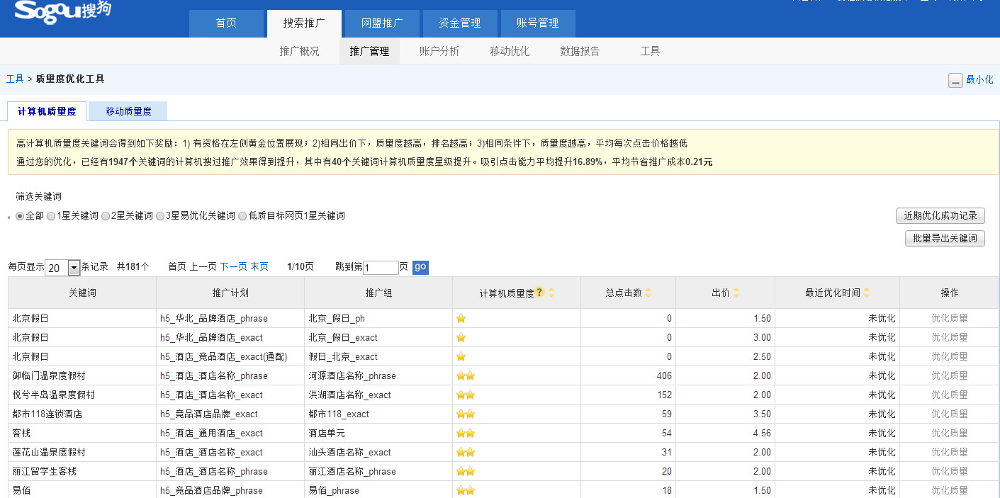 Sogou搜狗
首页 搜索推广 网盟推广 资金管理 账号管理
推广概况 推广管理 账户分析 移动优化 数据报告 工具
工具 > 质量度优化工具 最小化
计算机质量度 移动质量度
高计算机质量度关键词会得到如下奖励：1) 有资格在左侧黄金位置展现；2)相同出价下，质量度越高，排名越高；3)相同条件下，质量度越高，平均每次点击价格越低
通过您的优化，已经有1947个关键词的计算机搜过推广效果得到提升，其中有40个关键词计算机质量度星级提升。吸引点击能力平均提升16.89%，平均节省推广成本0.21元
筛选关键词
全部 1星关键词 2星关键词 3星易优化关键词 低质目标网页1星关键词 近期优化成功记录
批量导出关键词
每页显示 20 条记录 共181个 首页 上一页 下一页 末页 1/10页 跳到第 1 页 go
关键词 推广计划 推广组 计算机质量度? 总点击数 出价 最近优化时间 操作
北京假日 h5_华北_品牌酒店_phrase 北京_假日_ph 0 1.50 未优化 优化质量
北京假日 h5_华北_品牌酒店_exact 北京_假日_exact 0 3.00 未优化 优化质量
北京假日 h5_酒店_竞品酒店_exact(通配) 假日_北京_exact 0 2.50 未优化 优化质量
御临门温泉度假村 h5_酒店_酒店名称_phrase 河源酒店名称_phrase 406 2.00 未优化 优化质量
悦兮半岛温泉度假村 h5_酒店_酒店名称_exact 洪湖酒店名称_exact 152 2.00 未优化 优化质量
都市118连锁酒店 h5_竞品酒店品牌_exact 都市118_exact 59 3.50 未优化 优化质量
客栈 h5_酒店_通用酒店_exact 酒店单元 54 4.56 未优化 优化质量
莲花山温泉度假村 h5_酒店_酒店名称_exact 汕头酒店名称_exact 31 2.00 未优化 优化质量
丽江留学生客栈 h5_酒店_酒店名称_phrase 丽江酒店名称_phrase 20 2.00 未优化 优化质量
易佰 h5_竞品酒店品牌_phrase 易佰_phrase 18 1.50 未优化 优化质量